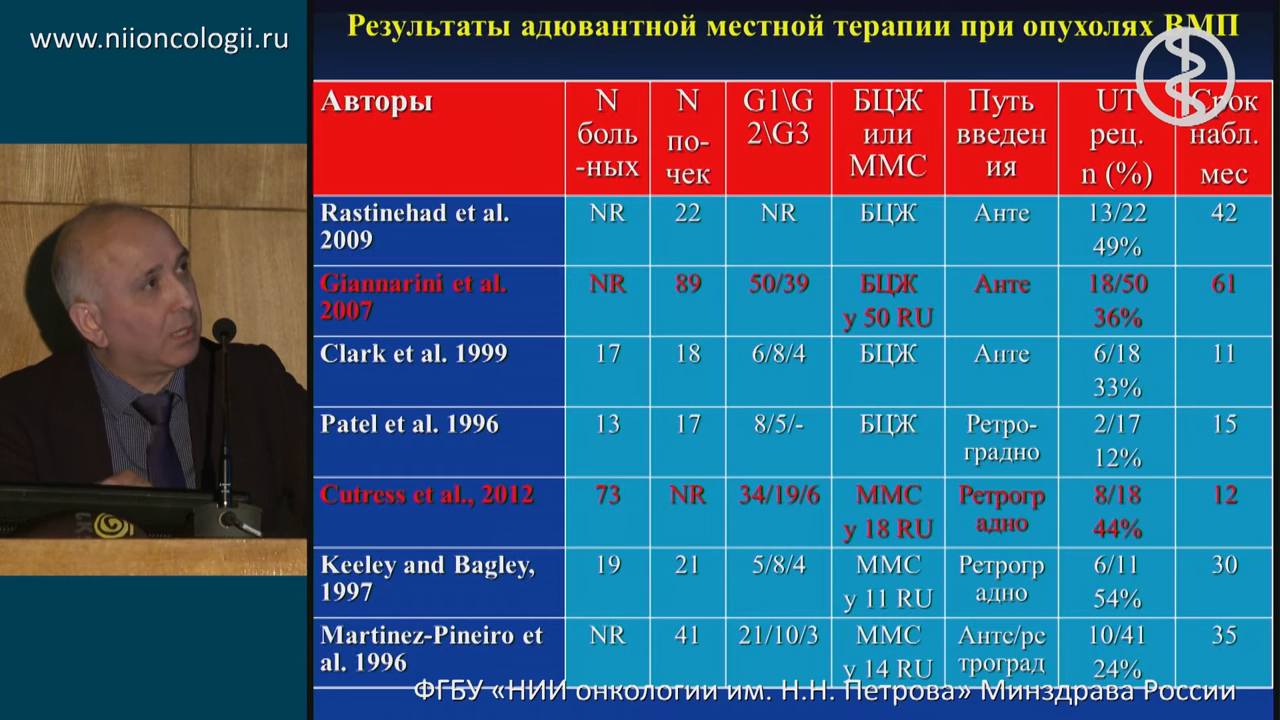 www.niioncologii.ru
Результаты адювантной местной терапии при опухолях ВМП
Авторы
N
боль
-ных
N
по-
чек
G1\G
2\G3
БЦЖ
или
ММС
Путь
введен
ия
UT
рец.
n (%)
Срок
набл.
мес
Rastinehad et al.
2009
NR
22
NR
БЦЖ
Анте
13/22
49%
42
Giannarini et al.
2007
NR
89
50/39
БЦЖ
у 50 RU
Анте
18/50
36%
61
Clark et al. 1999
17
18
6/8/4
БЦЖ
Анте
6/18
33%
11
Patel et al. 1996
13
17
8/5/-
БЦЖ
Ретро-
градно
2/17
12%
15
Cutress et al., 2012
73
NR
34/19/6
ММС
у 18 RU
Ретрогр
адно
8/18
44%
12
Keeley and Bagley,
1997
19
21
5/8/4
ММС
у 11 RU
Ретрогр
адно
6/11
54%
30
Martinez-Pineiro et
al. 1996
NR
41
21/10/3
ММС
у 14 RU
Анте/ре
троград
10/41
24%
35
ФГБУ «НИИ онкологии им. Н.Н. Петрова» Минздрава России